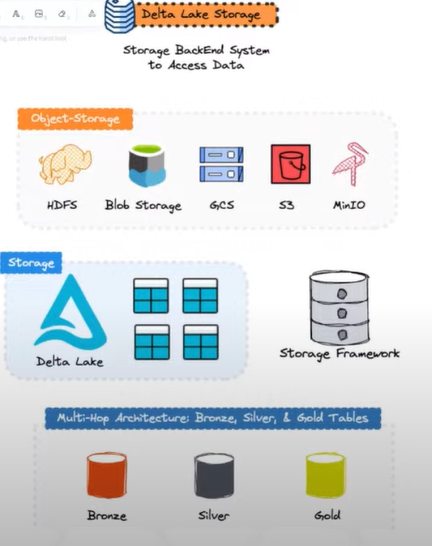 Delta Lake Storage
Storage BackEnd System
to Access Data
Object-Storage
HDFS
Blob Storage
GCS
S3
MinIO
Storage
Delta Lake
Storage Framework
Multi-Hop Architecture: Bronze, Silver, & Gold Tables
Bronze
Silver
Gold